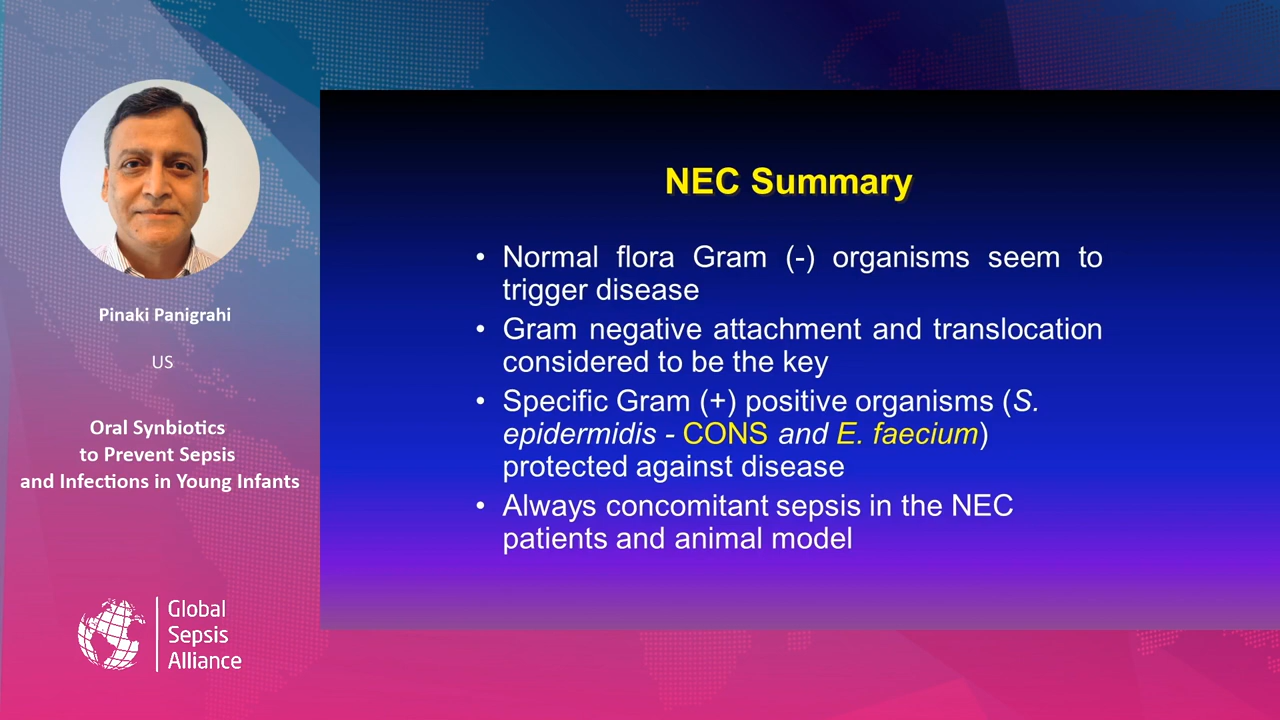 Pinaki Panigrahi
US
Oral Synbiotics
to Prevent Sepsis
and Infections in Young Infants
Global
Sepsis
Alliance
NEC Summary
• Normal flora Gram (-) organisms seem to
trigger disease
• Gram negative attachment and translocation
considered to be the key
• Specific Gram (+) positive organisms (S.
epidermidis - CONS and E. faecium)
protected against disease
• Always concomitant sepsis in the NEC
patients and animal model